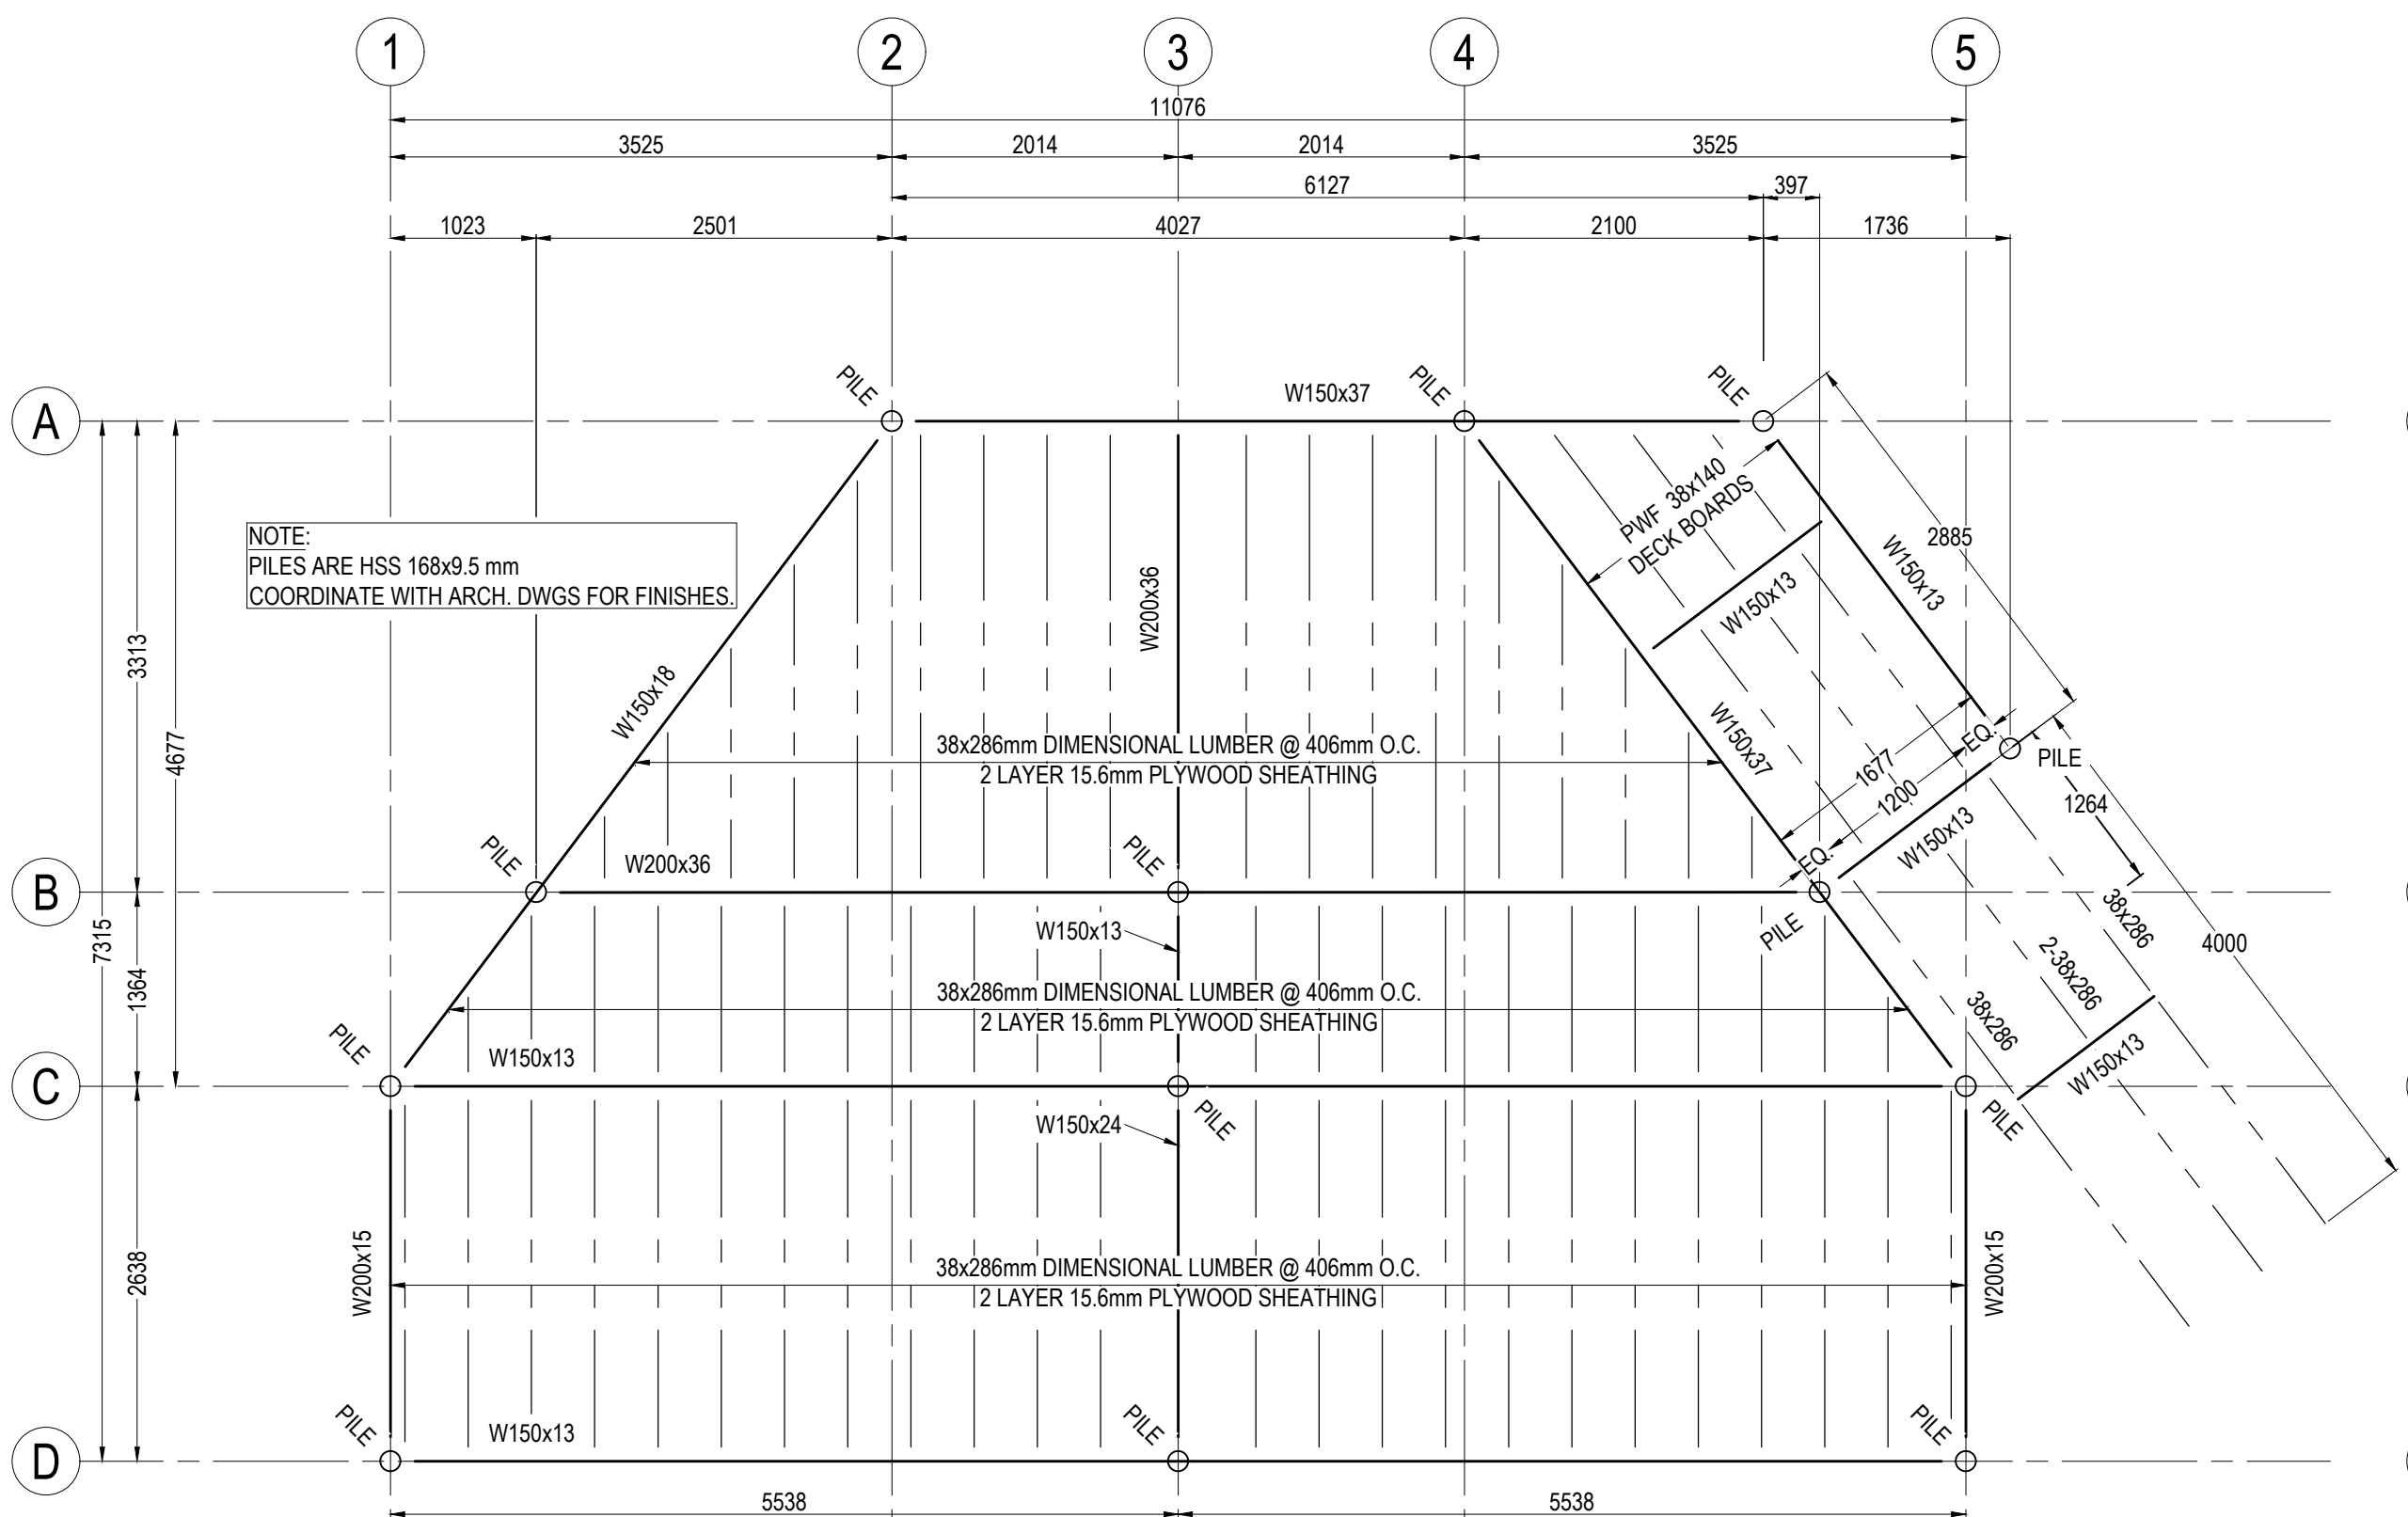 1
2
3
4
5
11076
3525
2014
2014
3525
6127
397
1023
2501
4027
2100
1736
PILE
W150x37
PILE
PILE
A
NOTE:
PILES ARE HSS 168x9.5 mm
COORDINATE WITH ARCH. DWGS FOR FINISHES.
PWF 38x140
DECK BOARDS
2885
W150x13
W150x13
W200x36
3313
4677
W150x18
W150x37
38x286mm DIMENSIONAL LUMBER @ 406mm O.C.
2 LAYER 15.6mm PLYWOOD SHEATHING
EQ.
1677
PILE
1200
1264
W150x13
EQ.
PILE
W200x36
PILE
B
7315
W150x13
PILE
38x286
2-38x286
4000
1364
38x286mm DIMENSIONAL LUMBER @ 406mm O.C.
2 LAYER 15.6mm PLYWOOD SHEATHING
38x286
PILE
W150x13
W150x13
C
W150x24
PILE
PILE
2638
W200x15
38x286mm DIMENSIONAL LUMBER @ 406mm O.C.
2 LAYER 15.6mm PLYWOOD SHEATHING
W200x15
PILE
W150x13
PILE
PILE
D
5538
5538